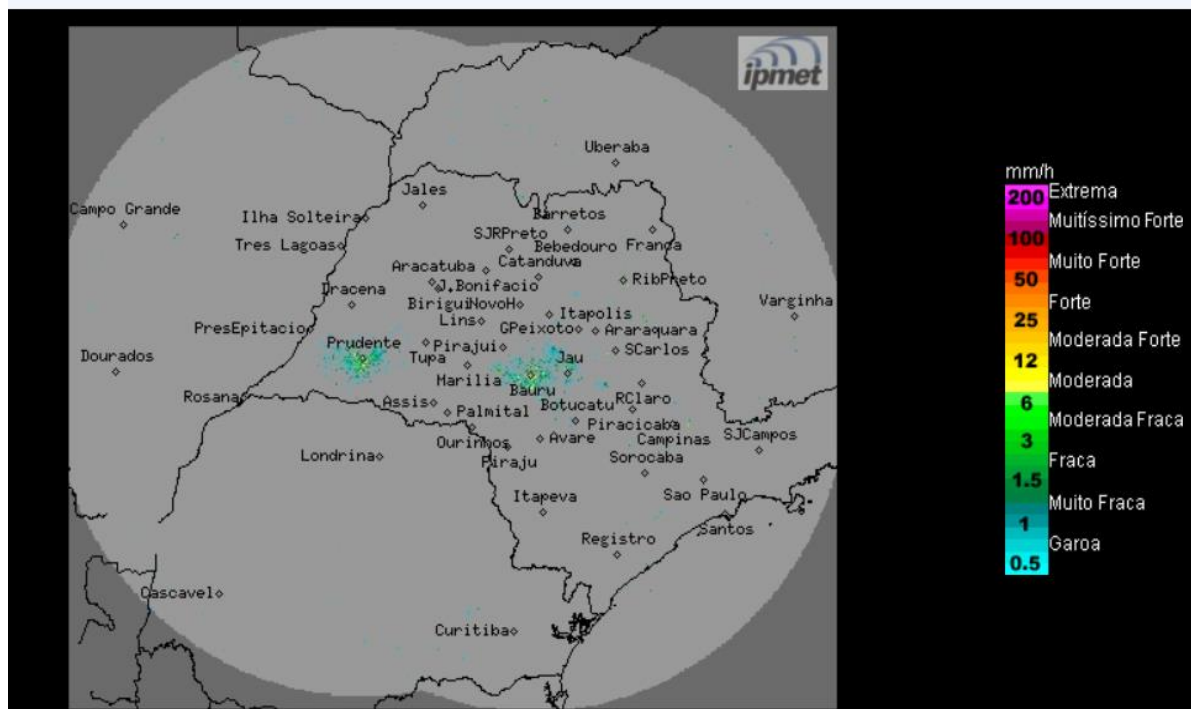 ipmet
Uberaba
Jales
Campo Grande
Ilha Solteira
Barretos
SJRPreto
Tres Lagoas
Bebedouro
Franca
Catanduva
Aracatuba
J.Bonifacio
RibPreto
Dracena
BiriguiNovoH
Varginha
Itapolis
Lins
GPeixoto
PresEpitacio
Araraquara
Prudente
Pirajui
Dourados
Tupa
Jau
SCarlos
Marilia
Bauru
Rosana
Assis
RClaro
Botucatu
Palmital
Piracicaba
Ourinhos
Avare
Campinas
SJCampos
Londrina
Piraju
Sorocaba
Itapeva
Sao Paulo
Santos
Registro
Cascavel
Curitiba
mm/h
200 Extrema
Muitíssimo Forte
100
Muito Forte
50
Forte
25
Moderada Forte
12
Moderada
6
Moderada Fraca
3
Fraca
1.5
Muito Fraca
1
Garoa
0.5